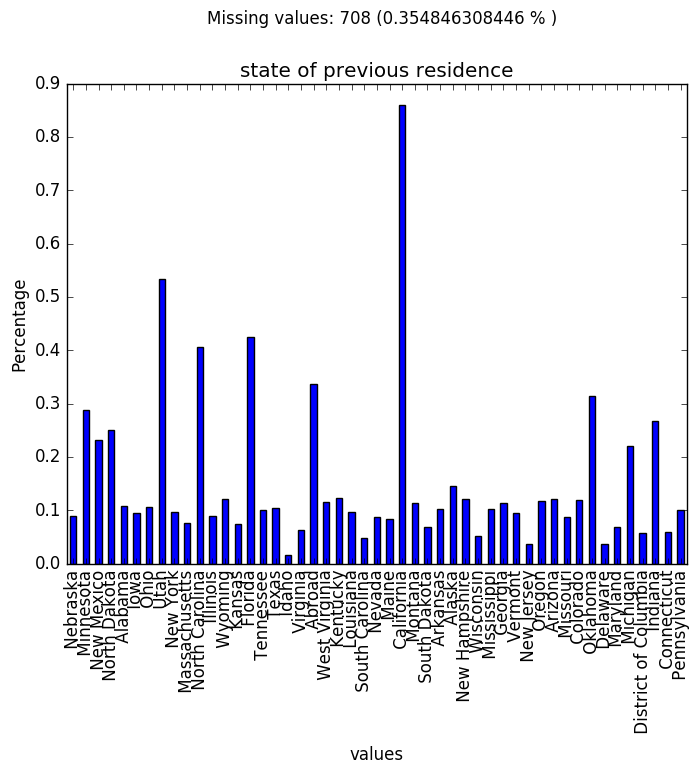 Missing values: 708 (0.354846308446 % )
state of previous residence
0.9
0.8
0.7
0.6
0.5
0.4
0.3
0.2
0.1
0.0
Percentage
Nebraska
Minnesota
New Mexico
North Dakota
Alabama
Iowa
Ohio
Utah
New York
Massachusetts
North Carolina
Illinois
Wyoming
Kansas
Florida
Tennessee
Texas
Idaho
Virginia
Abroad
West Virginia
Kentucky
Louisiana
South Carolina
Nevada
Maine
California
Montana
South Dakota
Arkansas
Alaska
New Hampshire
Wisconsin
Mississippi
Georgia
Vermont
New Jersey
Oregon
Arizona
Missouri
Colorado
Oklahoma
Delaware
Maryland
Michigan
District of Columbia
Indiana
Connecticut
Pennsylvania
values